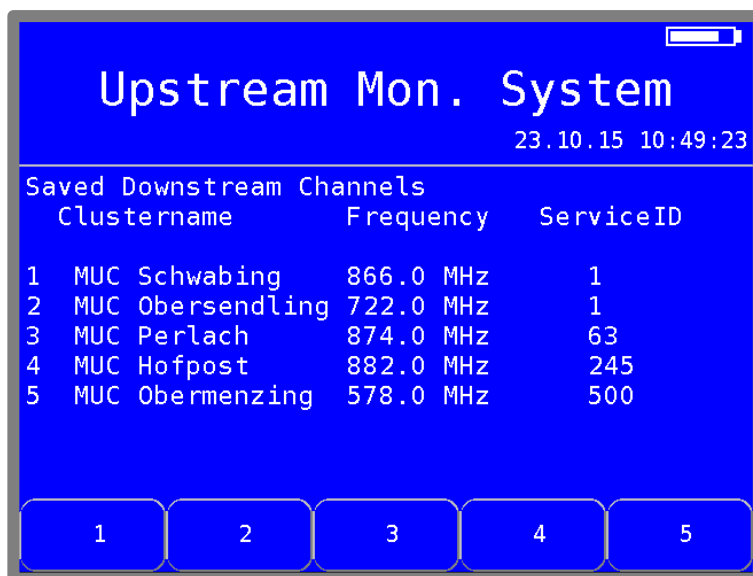 Upstream Mon. System
23.10.15 10:49:23
Saved Downstream Channels
Clustername Frequency ServiceID
1 MUC Schwabing 866.0 MHz 1
2 MUC Obersendling 722.0 MHz 1
3 MUC Perlach 874.0 MHz 63
4 MUC Hofpost 882.0 MHz 245
5 MUC Obermenzing 578.0 MHz 500
1 2 3 4 5